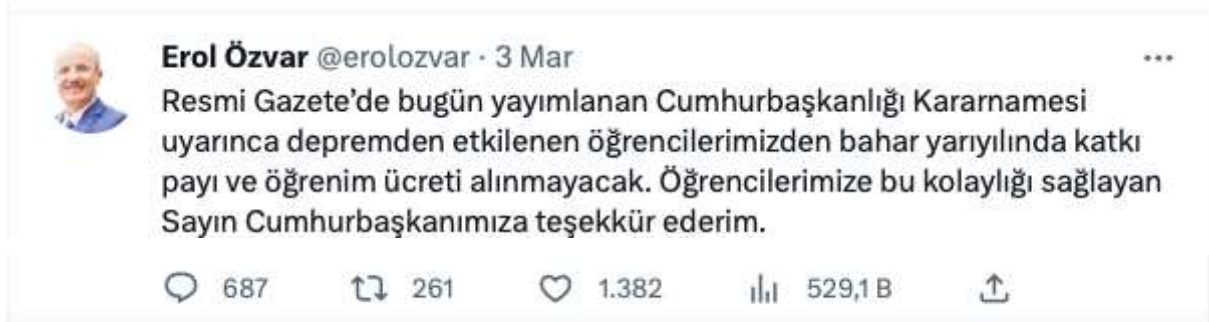 Erol Özvar @erolozvar · 3 Mar
Resmi Gazete’de bugün yayımlanan Cumhurbaşkanlığı Kararnamesi
uyarınca depremden etkilenen öğrencilerimizden bahar yarıyılında katkı
payı ve öğrenim ücreti alınmayacak. Öğrencilerimize bu kolaylığı sağlayan
Sayın Cumhurbaşkanımıza teşekkür ederim.
687 261 1.382 529,1 B